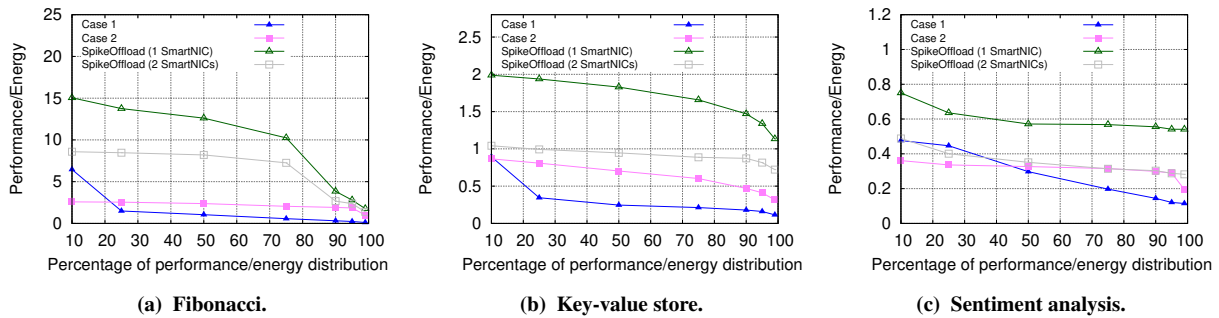 Performance/Energy
25
20
15
10
5
0
Case 1
Case 2
SpikeOffload (1 SmartNIC)
SpikeOffload (2 SmartNICs)
10 20 30 40 50 60 70 80 90 100
Percentage of performance/energy distribution
(a) Fibonacci.
Performance/Energy
2.5
2
1.5
1
0.5
0
Case 1
Case 2
SpikeOffload (1 SmartNIC)
SpikeOffload (2 SmartNICs)
10 20 30 40 50 60 70 80 90 100
Percentage of performance/energy distribution
(b) Key-value store.
Performance/Energy
1.2
1
0.8
0.6
0.4
0.2
0
Case 1
Case 2
SpikeOffload (1 SmartNIC)
SpikeOffload (2 SmartNICs)
10 20 30 40 50 60 70 80 90 100
Percentage of performance/energy distribution
(c) Sentiment analysis.